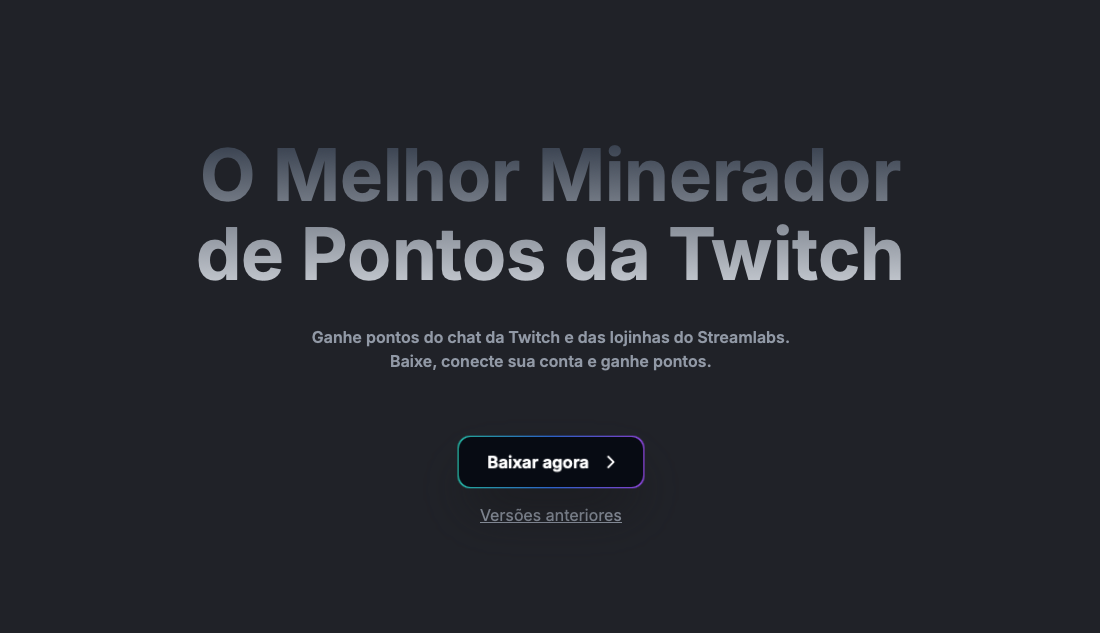 O Melhor Minerador
de Pontos da Twitch
Ganhe pontos do chat da Twitch e das lojinhas do Streamlabs.
Baixe, conecte sua conta e ganhe pontos.
Baixar agora
Versões anteriores